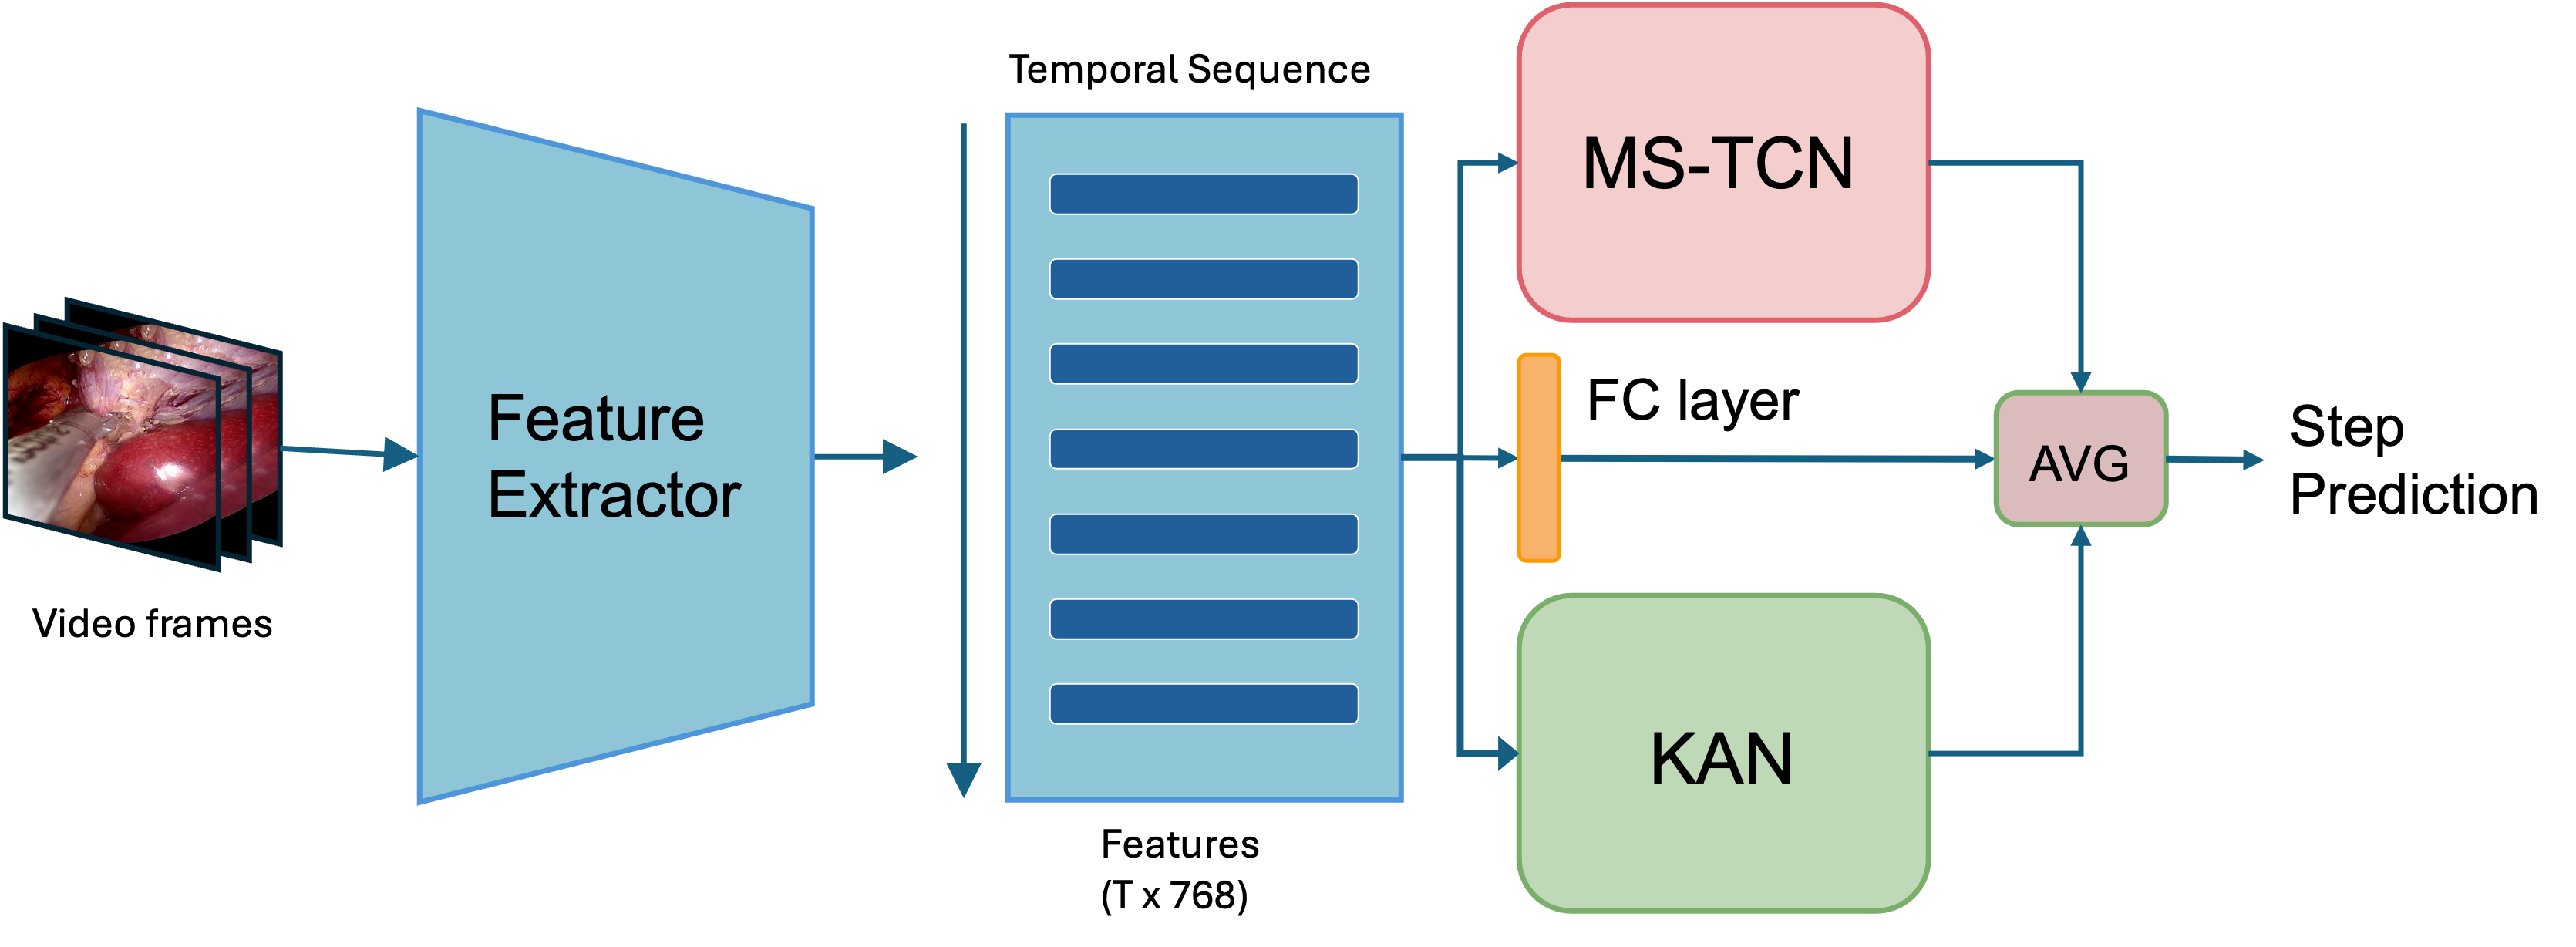 Video frames
Feature
Extractor
Temporal Sequence
Features
(T x 768)
MS-TCN
FC layer
KAN
AVG
Step
Prediction